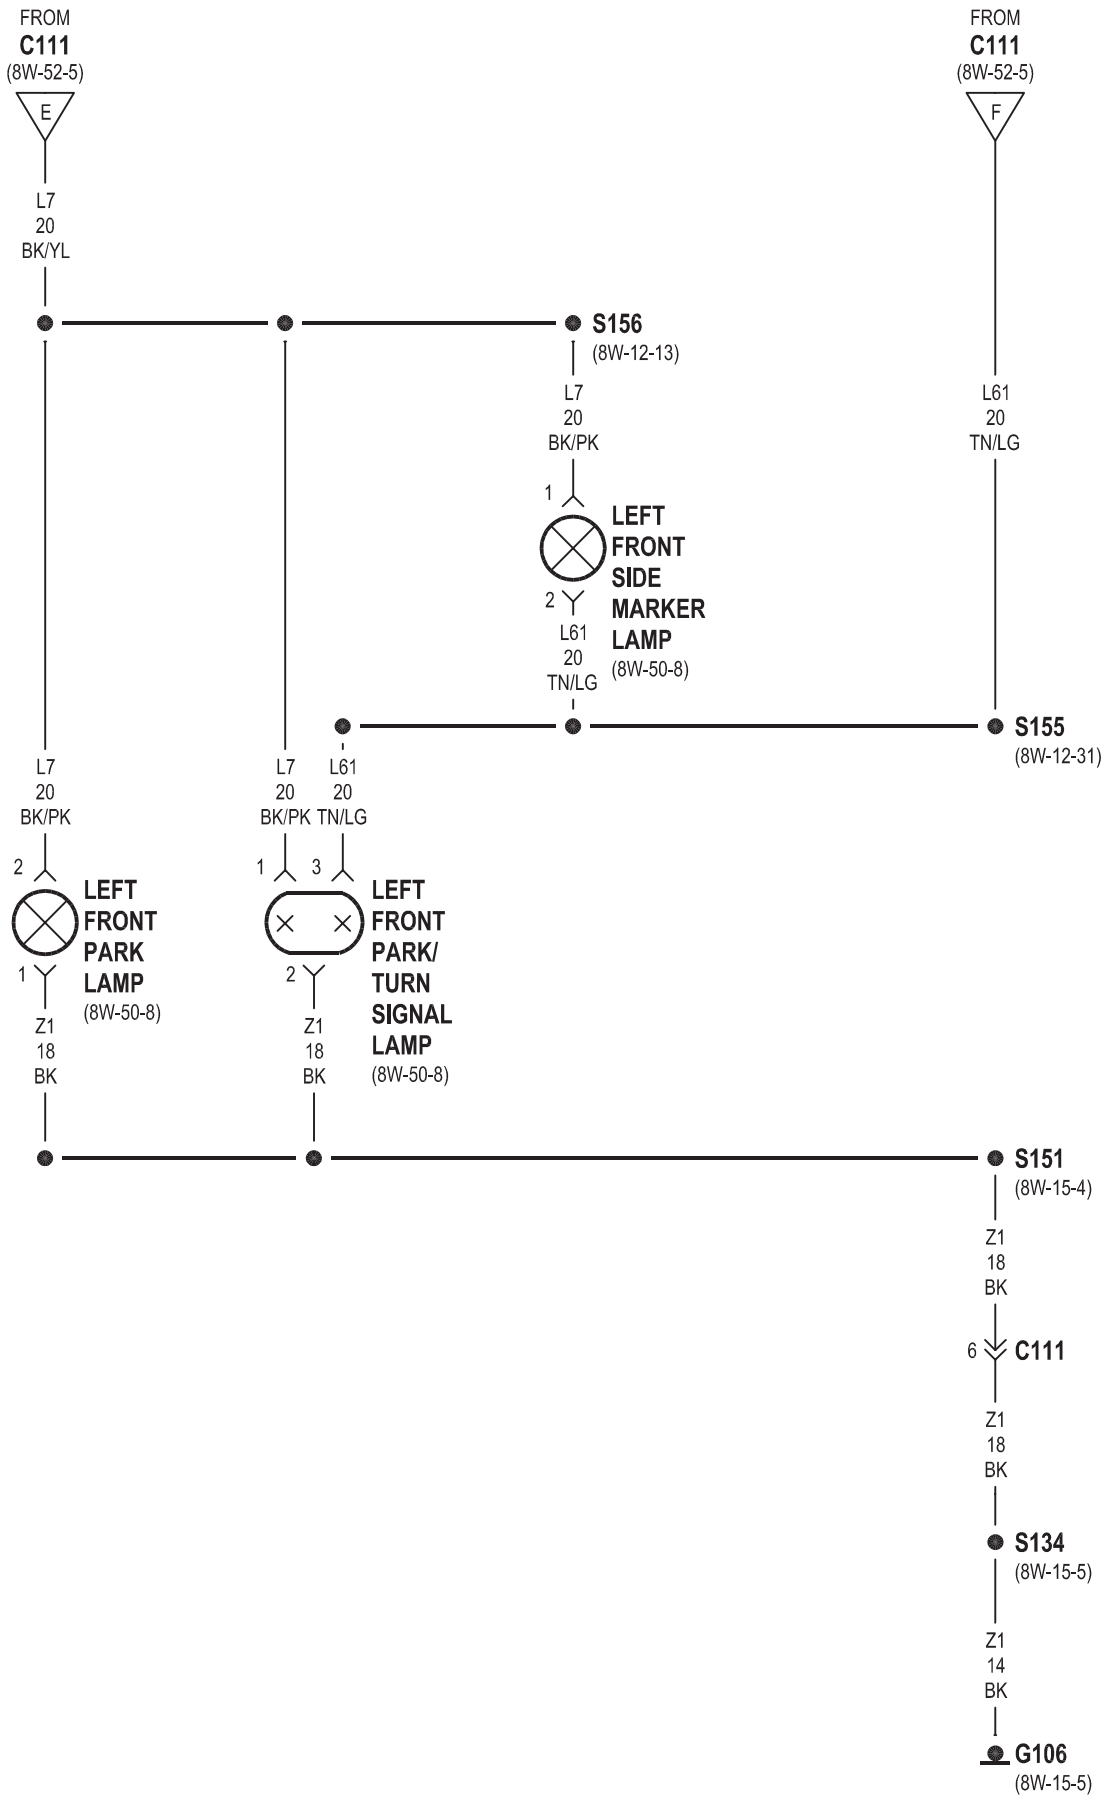 FROM
C111
(8W-52-5)
E
FROM
C111
(8W-52-5)
F
L7
20
BK/YL
S156
(8W-12-13)
L7
20
BK/PK
L61
20
TN/LG
1
LEFT
FRONT
SIDE
MARKER
LAMP
(8W-50-8)
2
L61
20
TN/LG
S155
(8W-12-31)
L7
20
BK/PK
L7
20
BK/PK
L61
20
TN/LG
2
LEFT
FRONT
PARK
LAMP
(8W-50-8)
1
Z1
18
BK
1
3
LEFT
FRONT
PARK/
TURN
SIGNAL
LAMP
(8W-50-8)
2
Z1
18
BK
S151
(8W-15-4)
Z1
18
BK
6
C111
Z1
18
BK
S134
(8W-15-5)
Z1
14
BK
G106
(8W-15-5)